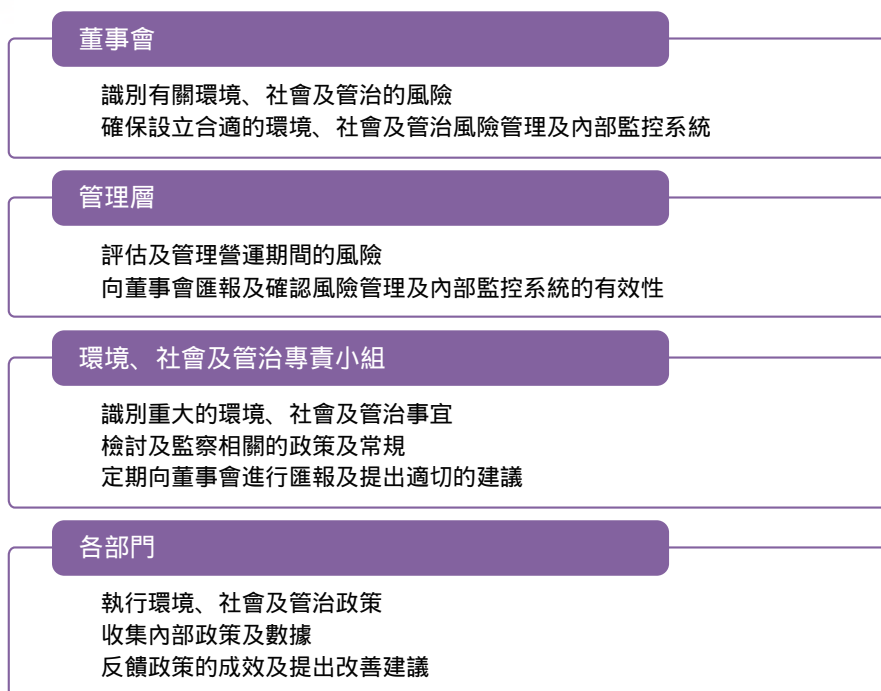 董事會
識別有關環境、社會及管治的風險
確保設立合適的環境、社會及管治風險管理及內部監控系統
管理層
評估及管理營運期間的風險
向董事會匯報及確認風險管理及內部監控系統的有效性
環境、社會及管治專責小組
識別重大的環境、社會及管治事宜
檢討及監察相關的政策及常規
定期向董事會進行匯報及提出適切的建議
各部門
執行環境、社會及管治政策
收集內部政策及數據
反饋政策的成效及提出改善建議